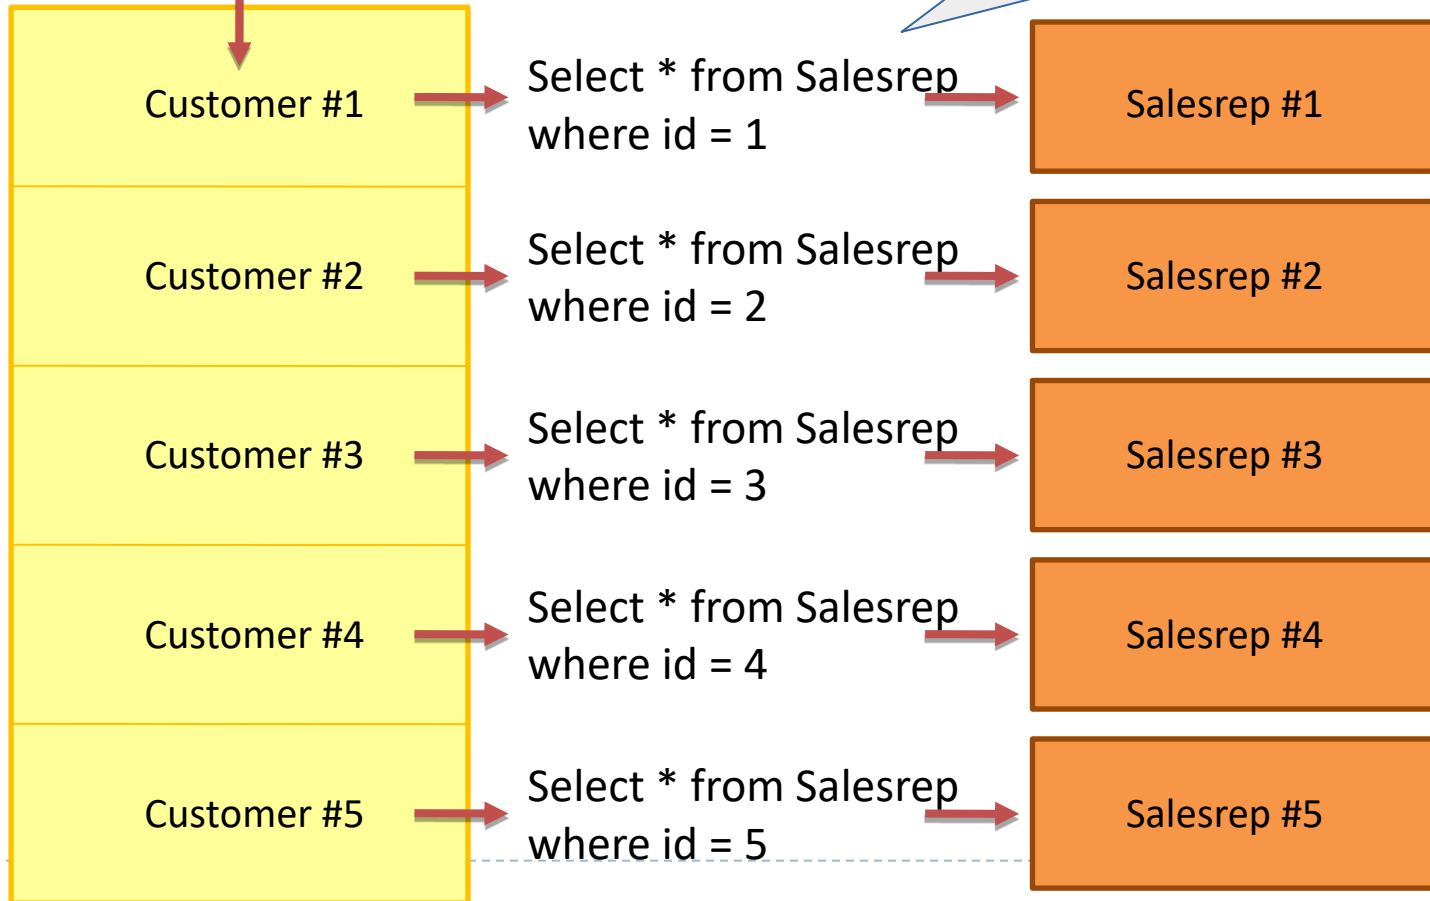 Customer #1
Select * from Salesrep
where id = 1
Salesrep #1
Customer #2
Select * from Salesrep
where id = 2
Salesrep #2
Customer #3
Select * from Salesrep
where id = 3
Salesrep #3
Customer #4
Select * from Salesrep
where id = 4
Salesrep #4
Customer #5
Select * from Salesrep
where id = 5
Salesrep #5